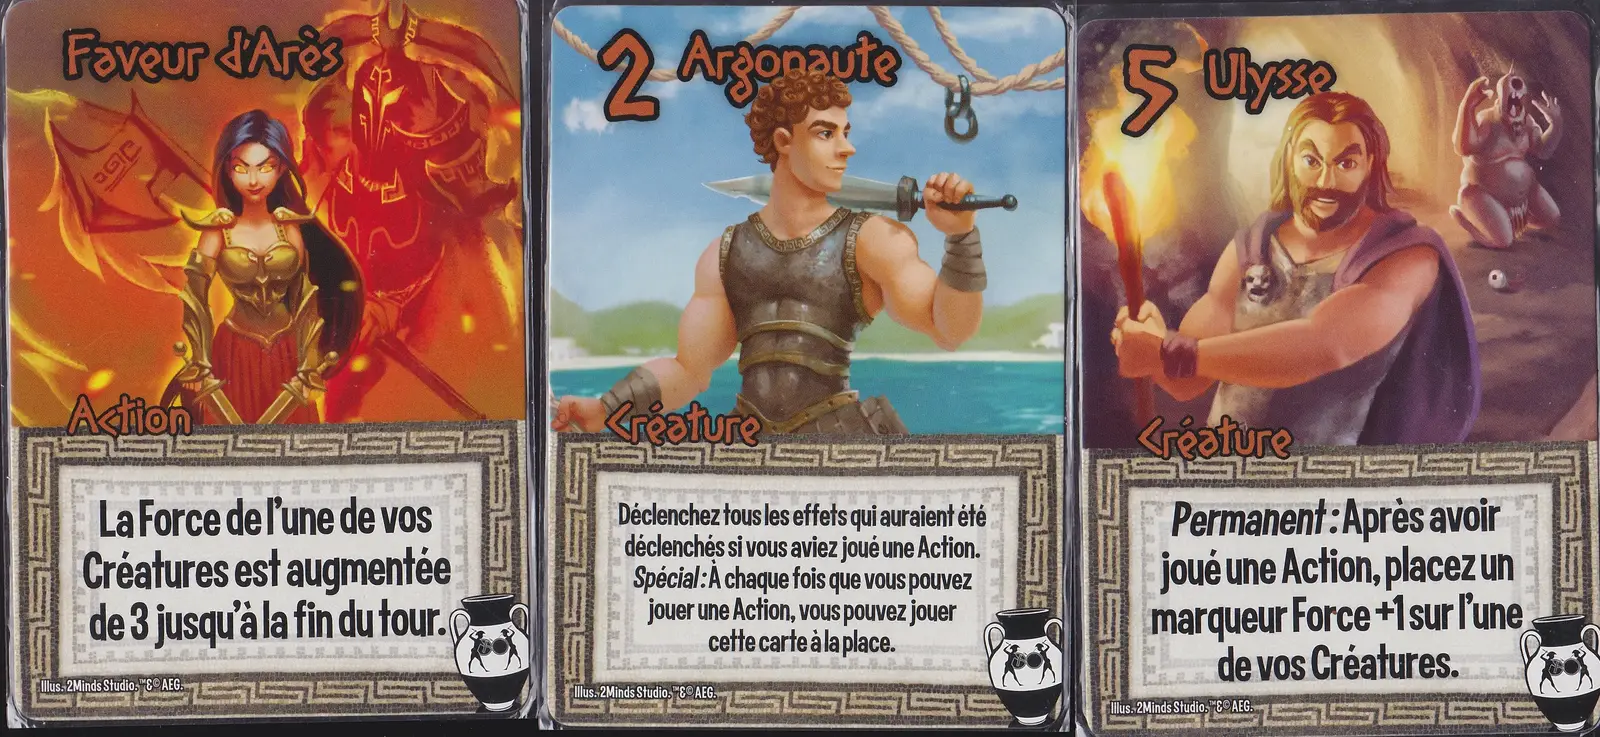 Faveur d'Arès
Action
La Force de l'une de vos
Créatures est augmentée
de 3 jusqu'à la fin du tour.
Illus. 2Minds Studio. ™&© AEG.
2 Argonaute
Créature
Déclenchez tous les effets qui auraient été
déclenchés si vous aviez joué une Action.
Spécial : À chaque fois que vous pouvez
jouer une Action, vous pouvez jouer
cette carte à la place.
Illus. 2Minds Studio. ™&© AEG.
5 Ulysse
Créature
Permanent : Après avoir
joué une Action, placez un
marqueur Force +1 sur l'une
de vos Créatures.
Illus. 2Minds Studio. ™&© AEG.